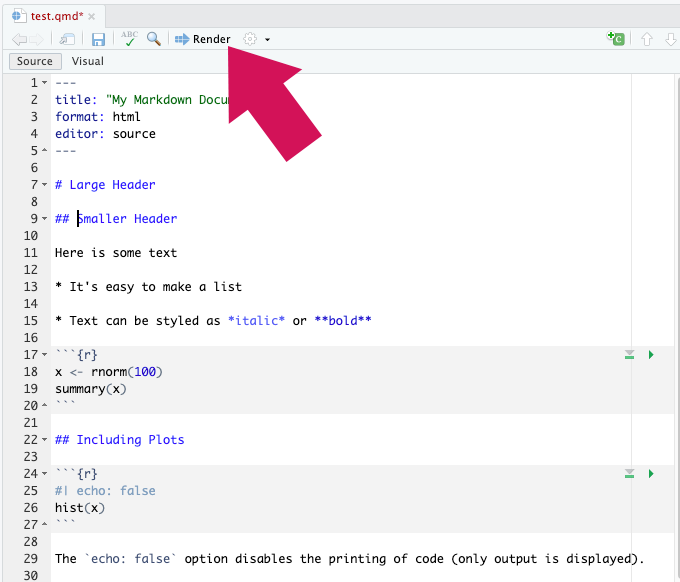 test.qmd*
ABC
Render
C
Source Visual
1 ---
2 title: "My Markdown
3 format: html
4 editor: source
5 ---
6
7 # Large Header
8
9 ## Smaller Header
10
11 Here is some text
12
13 * It's easy to make a list
14
15 * Text can be styled as *italic* or **bold**
16
17 ```{r}
18 x <- rnorm(100)
19 summary(x)
20 ```
21
22 ## Including Plots
23
24 ```{r}
25 #| echo: false
26 hist(x)
27 ```
28
29 The `echo: false` option disables the printing of code (only output is displayed).
30